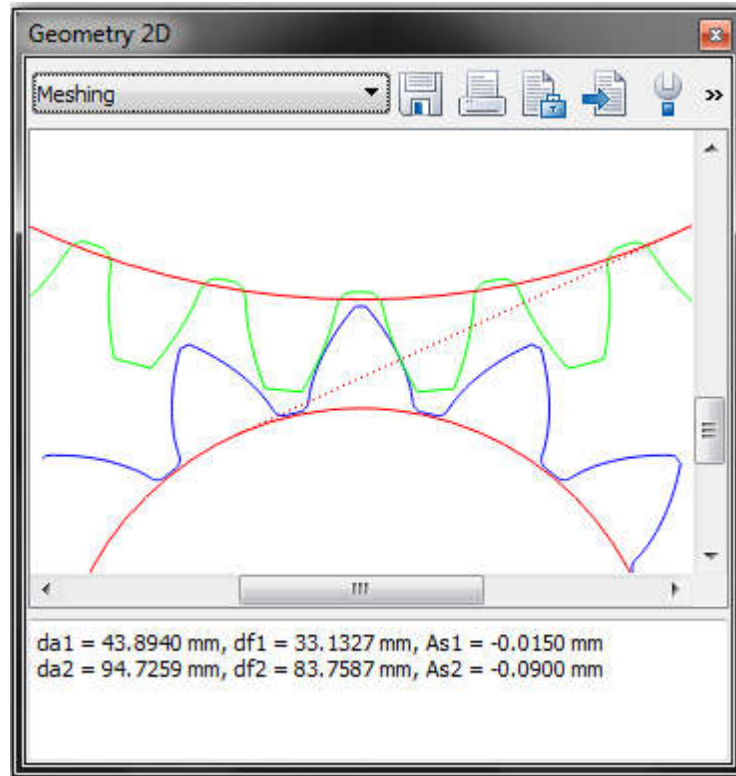 Geometry 2D
Meshing
da1 = 43.8940 mm, df1 = 33.1327 mm, As1 = -0.0150 mm
da2 = 94.7259 mm, df2 = 83.7587 mm, As2 = -0.0900 mm